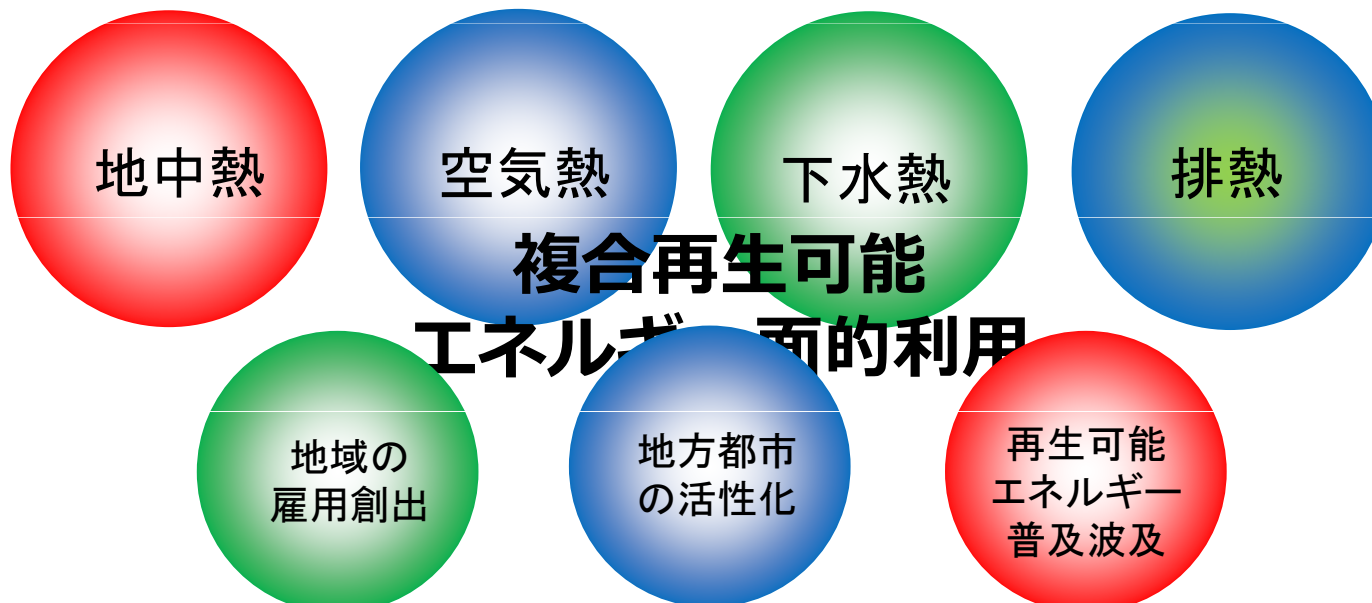 地中熱
空気熱
下水熱
排熱
複合再生可能
エネルギー面的利用
地域の
雇用創出
地方都市
の活性化
再生可能
エネルギー
普及波及